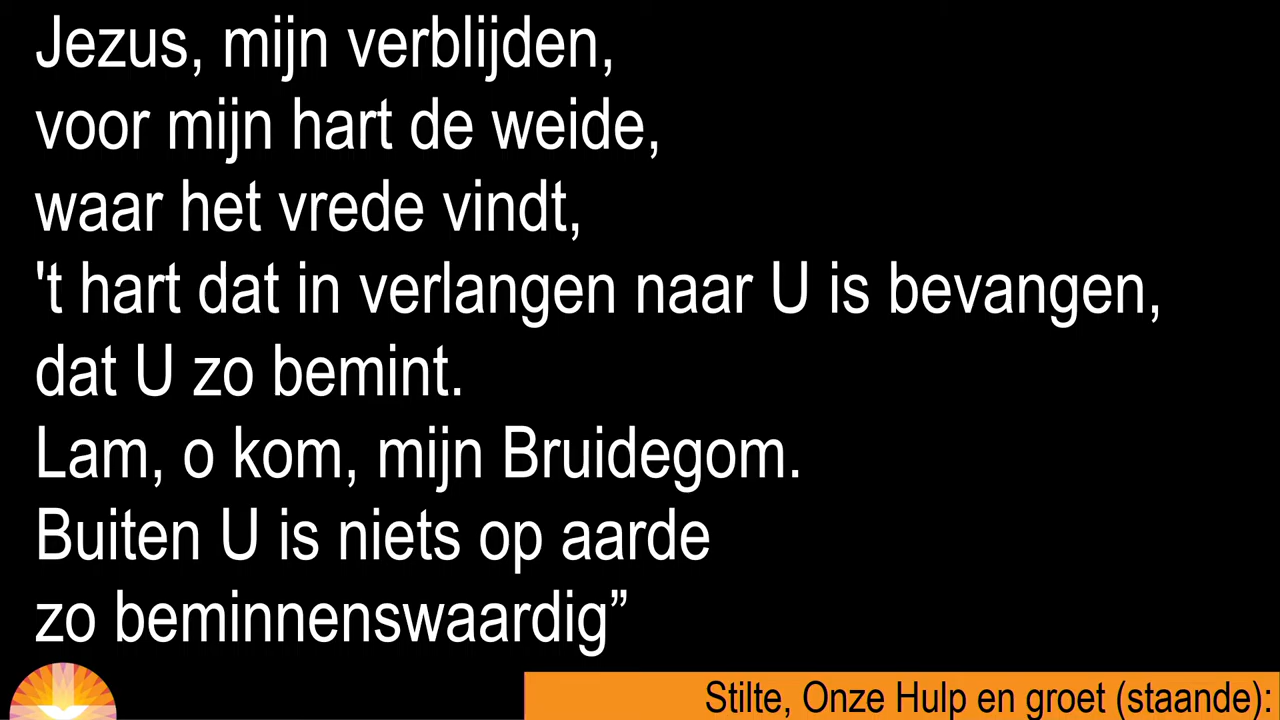 Jezus, mijn verblijden,
voor mijn hart de weide,
waar het vrede vindt,
't hart dat in verlangen naar U is bevangen,
dat U zo bemint.
Lam, o kom, mijn Bruidegom.
Buiten U is niets op aarde
zo beminnenswaardig”
Stilte, Onze Hulp en groet (staande):